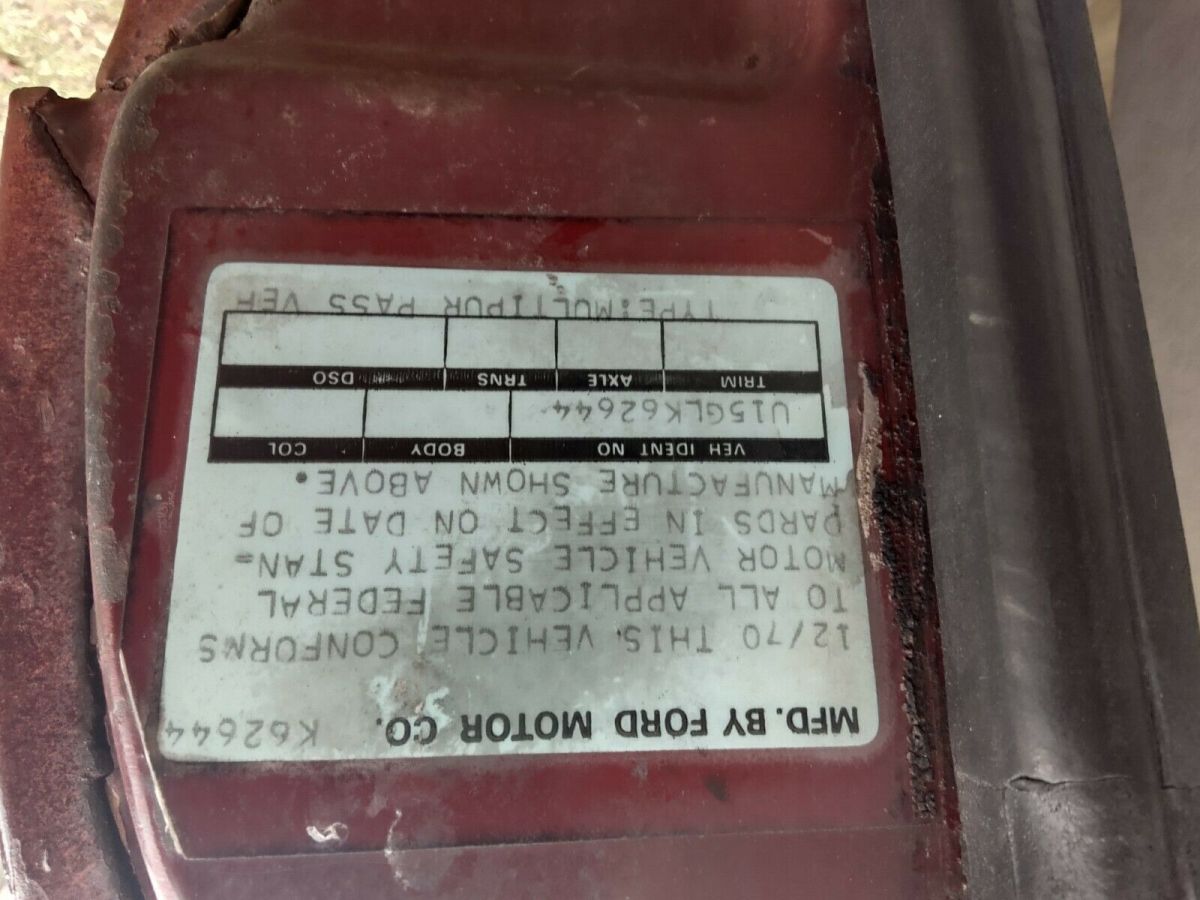 MFD. BY FORD MOTOR CO. K62644
12/70 THIS VEHICLE CONFORMS
TO ALL APPLICABLE FEDERAL
MOTOR VEHICLE SAFETY STAN=
DARDS IN EFFECT ON DATE OF
MANUFACTURE SHOWN ABOVE.
VEH IDENT NO BODY COL
U15GLK62644
TRIM AXLE TRNS DSO
TYPE:MULTIPUR PASS VEH